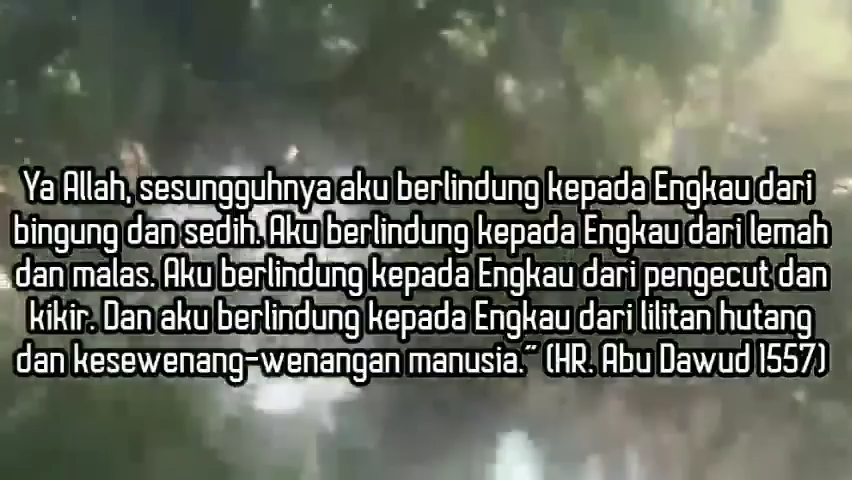 Ya Allah, sesungguhnya aku berlindung kepada Engkau dari
bingung dan sedih. Aku berlindung kepada Engkau dari lemah
dan malas. Aku berlindung kepada Engkau dari pengecut dan
kikir. Dan aku berlindung kepada Engkau dari lilitan hutang
dan kesewenang-wenangan manusia.” (HR. Abu Dawud 1557)